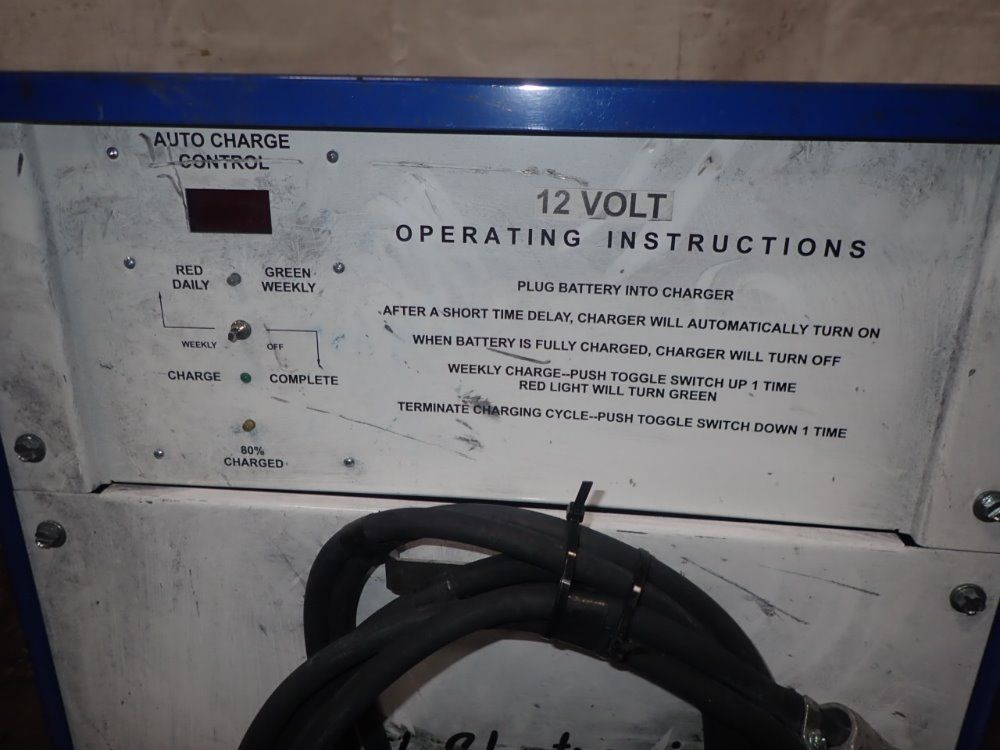 AUTO CHARGE
CONTROL
RED
DAILY
GREEN
WEEKLY
WEEKLY
OFF
CHARGE
COMPLETE
80%
CHARGED
12 VOLT
OPERATING INSTRUCTIONS
PLUG BATTERY INTO CHARGER
AFTER A SHORT TIME DELAY, CHARGER WILL AUTOMATICALLY TURN ON
WHEN BATTERY IS FULLY CHARGED, CHARGER WILL TURN OFF
WEEKLY CHARGE--PUSH TOGGLE SWITCH UP 1 TIME
RED LIGHT WILL TURN GREEN
TERMINATE CHARGING CYCLE--PUSH TOGGLE SWITCH DOWN 1 TIME